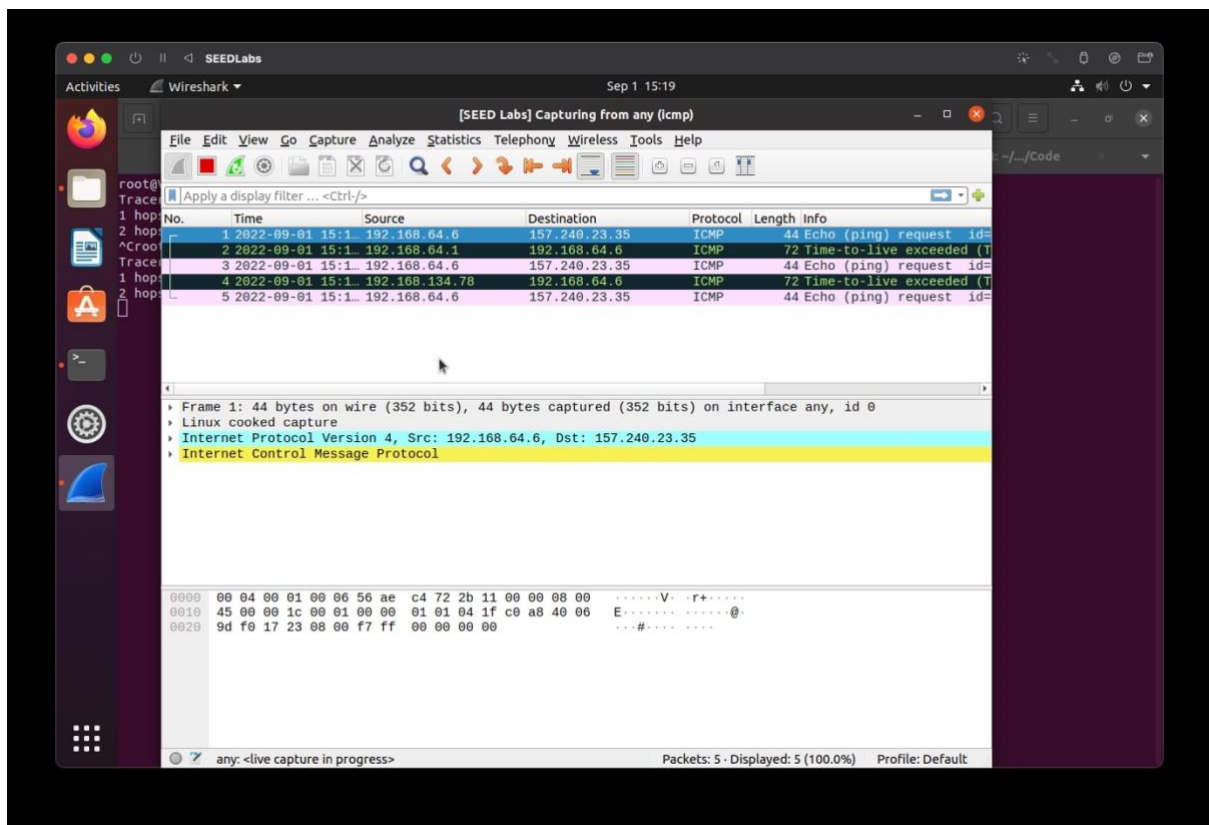 SEEDLabs
Activities Wireshark Sep 1 15:19
[SEED Labs] Capturing from any (icmp)
File Edit View Go Capture Analyze Statistics Telephony Wireless Tools Help
: ~/.../Code
Apply a display filter ... <Ctrl-/>
root@
Trace
1 hop
2 hop
^Croo
Trace
1 hop
2 hop
No. Time Source Destination Protocol Length Info
1 2022-09-01 15:1… 192.168.64.6 157.240.23.35 ICMP 44 Echo (ping) request id=
2 2022-09-01 15:1… 192.168.64.1 192.168.64.6 ICMP 72 Time-to-live exceeded (T
3 2022-09-01 15:1… 192.168.64.6 157.240.23.35 ICMP 44 Echo (ping) request id=
4 2022-09-01 15:1… 192.168.134.78 192.168.64.6 ICMP 72 Time-to-live exceeded (T
5 2022-09-01 15:1… 192.168.64.6 157.240.23.35 ICMP 44 Echo (ping) request id=
Frame 1: 44 bytes on wire (352 bits), 44 bytes captured (352 bits) on interface any, id 0
Linux cooked capture
Internet Protocol Version 4, Src: 192.168.64.6, Dst: 157.240.23.35
Internet Control Message Protocol
0000 00 04 00 01 00 06 56 ae c4 72 2b 11 00 00 08 00 ······V· ·r+·····
0010 45 00 00 1c 00 01 00 00 01 01 04 1f c0 a8 40 06 E······· ······@·
0020 9d f0 17 23 08 00 f7 ff 00 00 00 00 ···#···· ····
any: <live capture in progress> Packets: 5 · Displayed: 5 (100.0%) Profile: Default